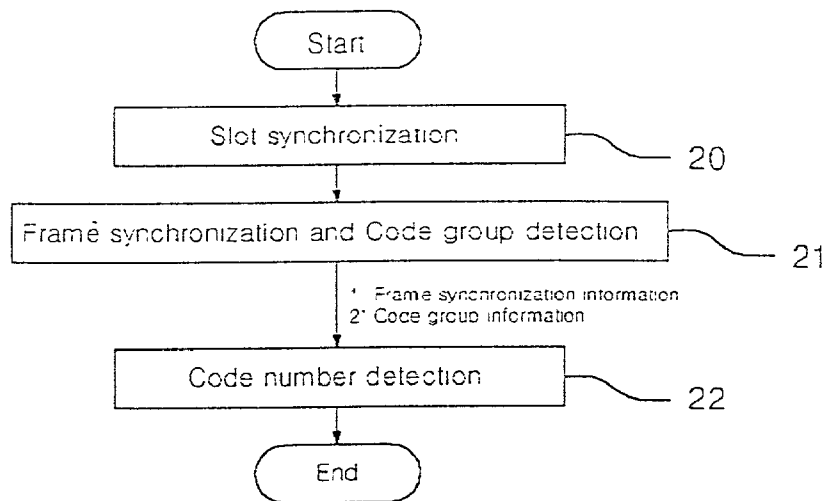 Start
Slot synchronization
20
Frame synchronization and Code group detection
21
1* Frame synchronization information
2* Code group information
Code number detection
22
End